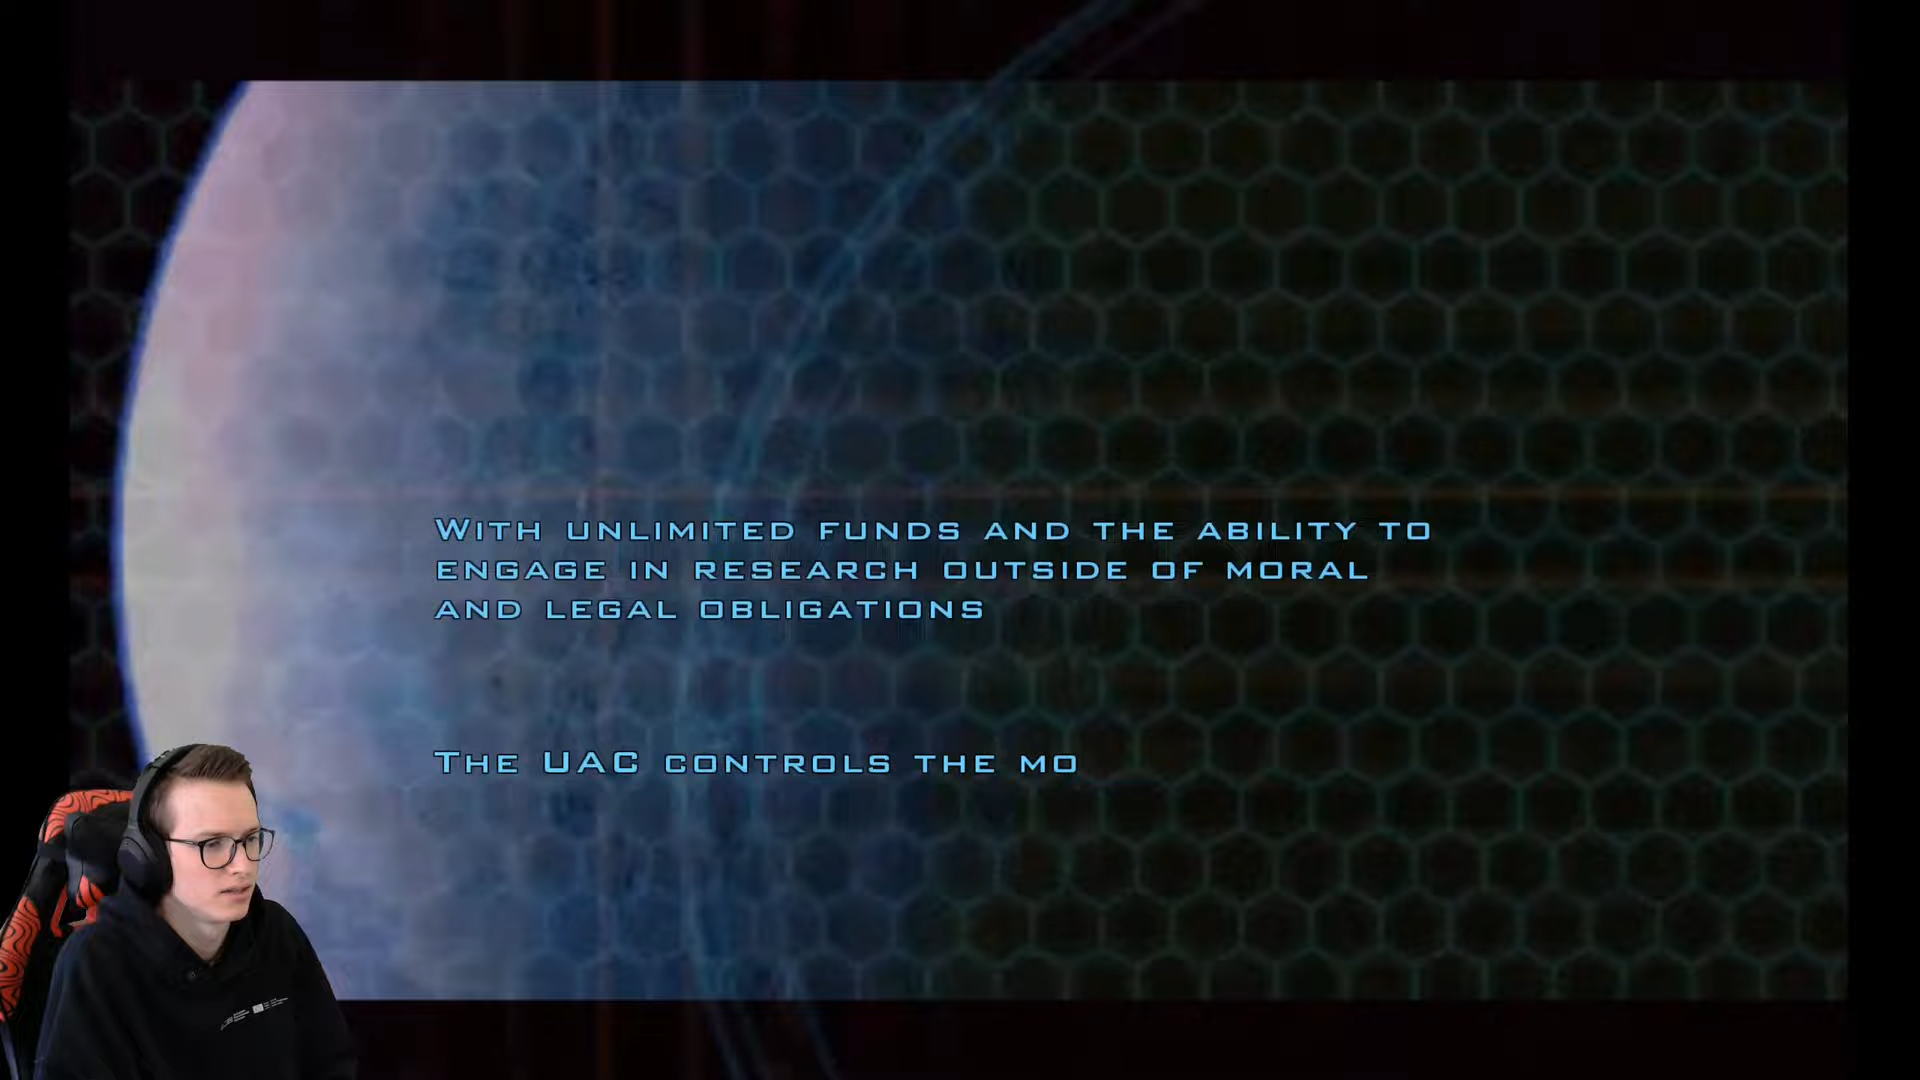 With unlimited funds and the ability to
engage in research outside of moral
and legal obligations
The UAC controls the mo